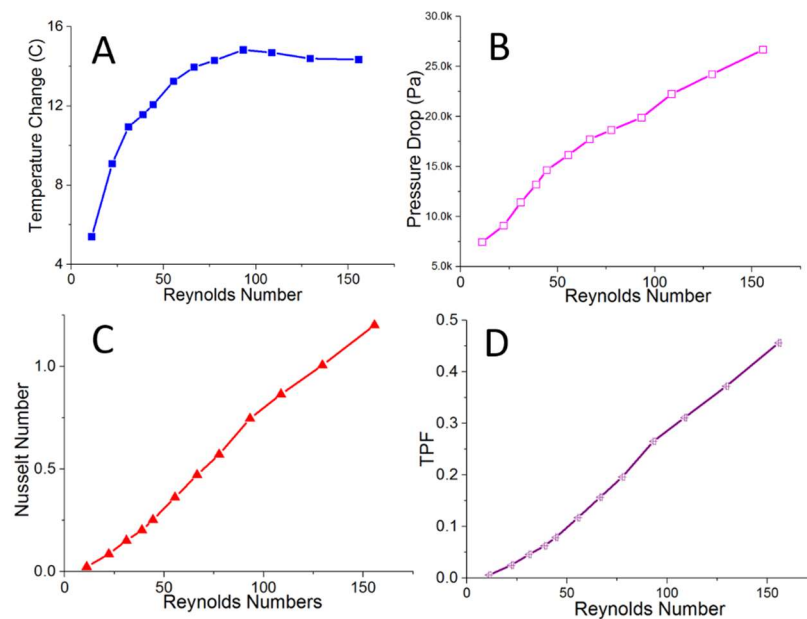 A
Temperature Change (C)
16
12
8
4
0 25 50 75 100 125 150
Reynolds Number
B
Pressure Drop (Pa)
30.0k
25.0k
20.0k
15.0k
10.0k
5.0k
0 50 100 150
Reynolds Number
C
Nusselt Number
1.0
0.5
0.0
0 50 100 150
Reynolds Numbers
D
TPF
0.5
0.4
0.3
0.2
0.1
0.0
0 50 100 150
Reynolds Number